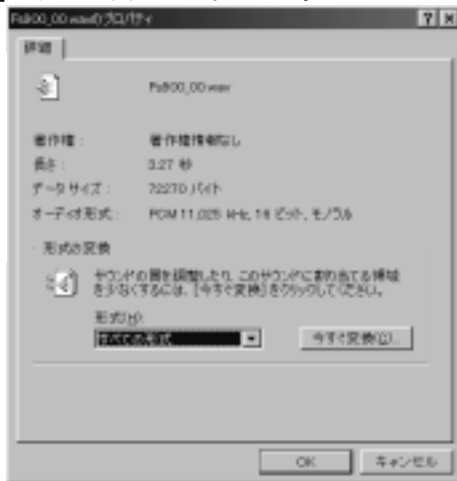 Fs800_00.wavのプロパティ
詳細
Fs800_00.wav
著作権： 著作権情報なし
長さ： 3.27 秒
データ サイズ： 72270 バイト
オーディオ形式： PCM 11,025 kHz, 16 ビット, モノラル
形式の変換
サウンドの質を調整したり、このサウンドに割り当てる領域
を少なくするには、[今すぐ変換] をクリックしてください。
形式(H):
すべての形式 今すぐ変換(C)...
OK キャンセル